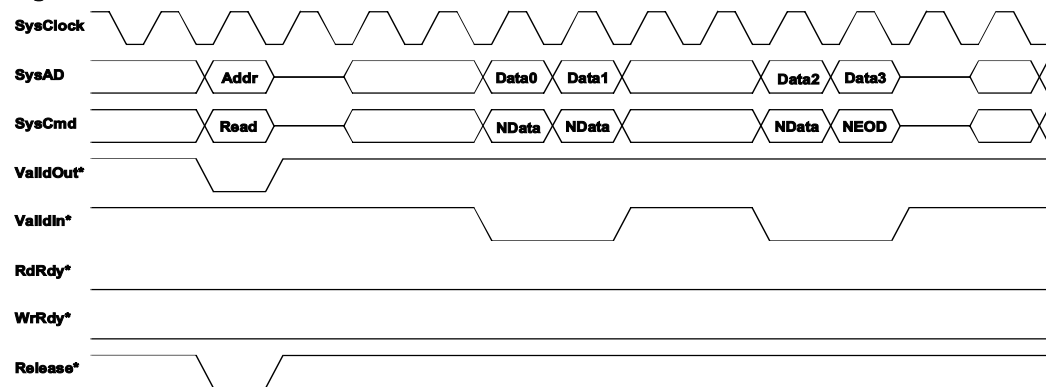 SysClock
SysAD Addr Data0 Data1 Data2 Data3
SysCmd Read NData NData NData NEOD
ValidOut*
ValidIn*
RdRdy*
WrRdy*
Release*